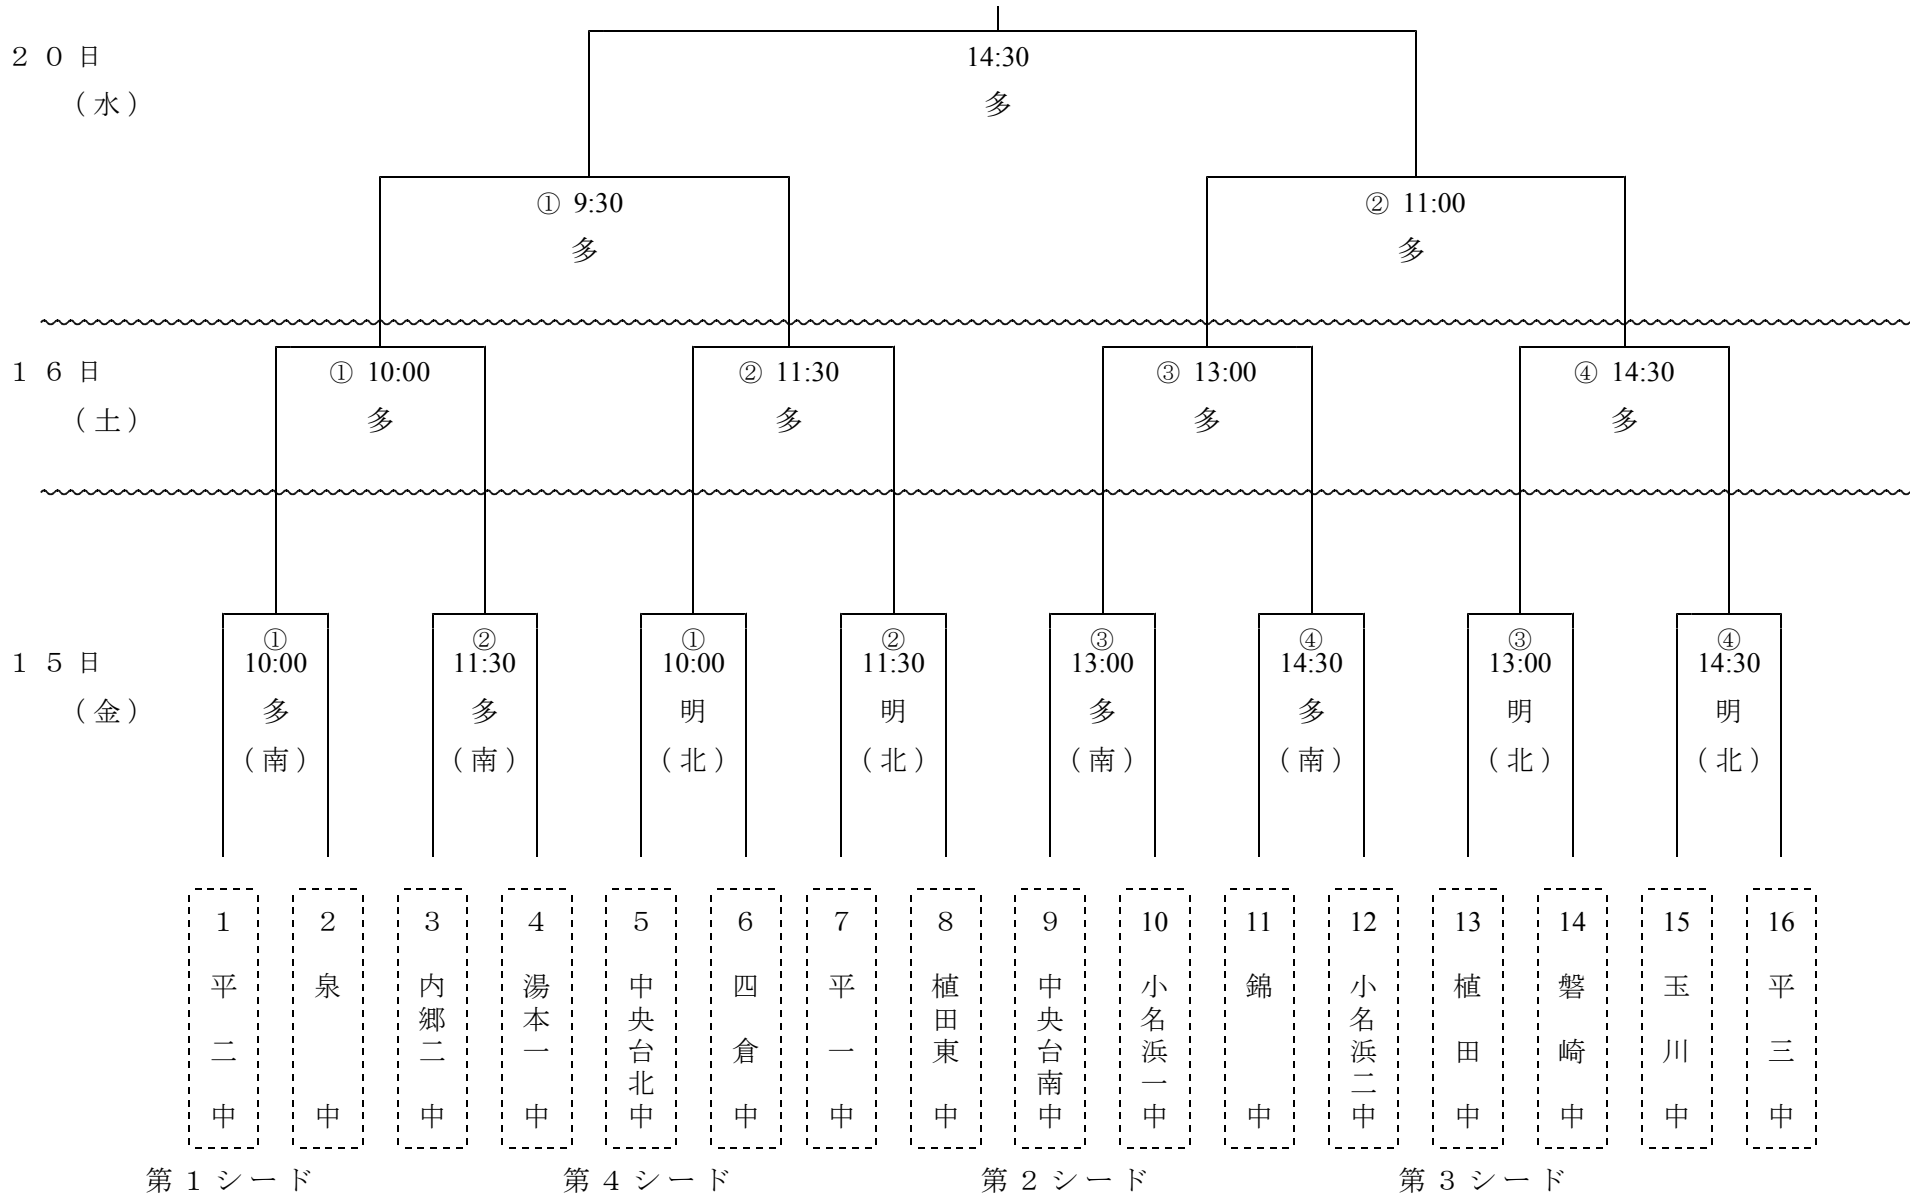 ２０日
14:30
（水）
多
① 9:30
② 11:00
多
多
１６日
① 10:00
② 11:30
③ 13:00
④ 14:30
（土）
多
多
多
多
１５日
（金）
①
10:00
多
（南）
②
11:30
多
（南）
①
10:00
明
（北）
②
11:30
明
（北）
③
13:00
多
（南）
④
14:30
多
（南）
③
13:00
明
（北）
④
14:30
明
（北）
１
平二中
２
泉中
３
内郷二中
４
湯本一中
５
中央台北中
６
四倉中
７
平一中
８
植田東中
９
中央台南中
10
小名浜一中
11
錦中
12
小名浜二中
13
植田中
14
磐崎中
15
玉川中
16
平三中
第１シード
第４シード
第２シード
第３シード